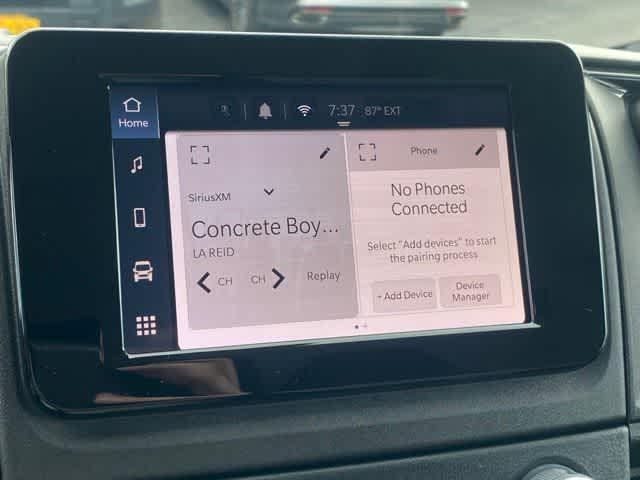 Home
7:37 87° EXT
SiriusXM
Concrete Boy...
LA REID
CH CH Replay
Phone
No Phones
Connected
Select "Add devices" to start
the pairing process
+ Add Device
Device
Manager